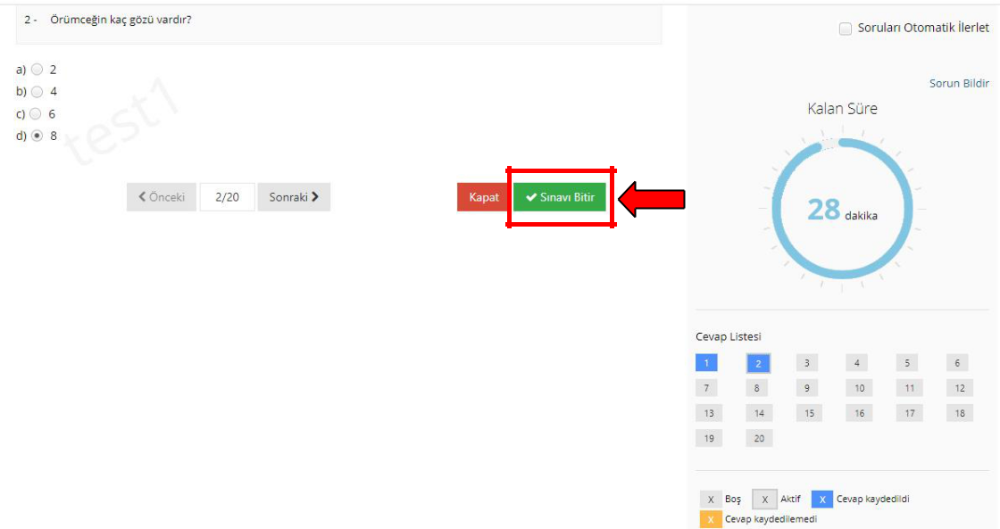 2 - Örümceğin kaç gözü vardır?
Soruları Otomatik İlerlet
a) 2
b) 4
c) 6
d) 8
test1
Önceki 2/20 Sonraki
Kapat Sınavı Bitir
Sorun Bildir
Kalan Süre
28 dakika
Cevap Listesi
1 2 3 4 5 6
7 8 9 10 11 12
13 14 15 16 17 18
19 20
X Boş X Aktif X Cevap kaydedildi
X Cevap kaydedilemedi